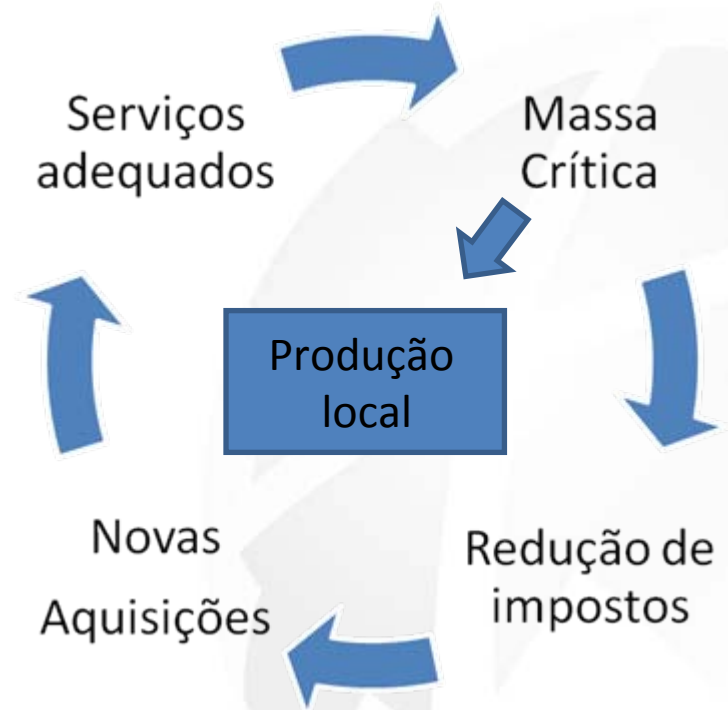 Serviços
adequados
Massa
Crítica
Produção
local
Novas
Aquisições
Redução de
impostos